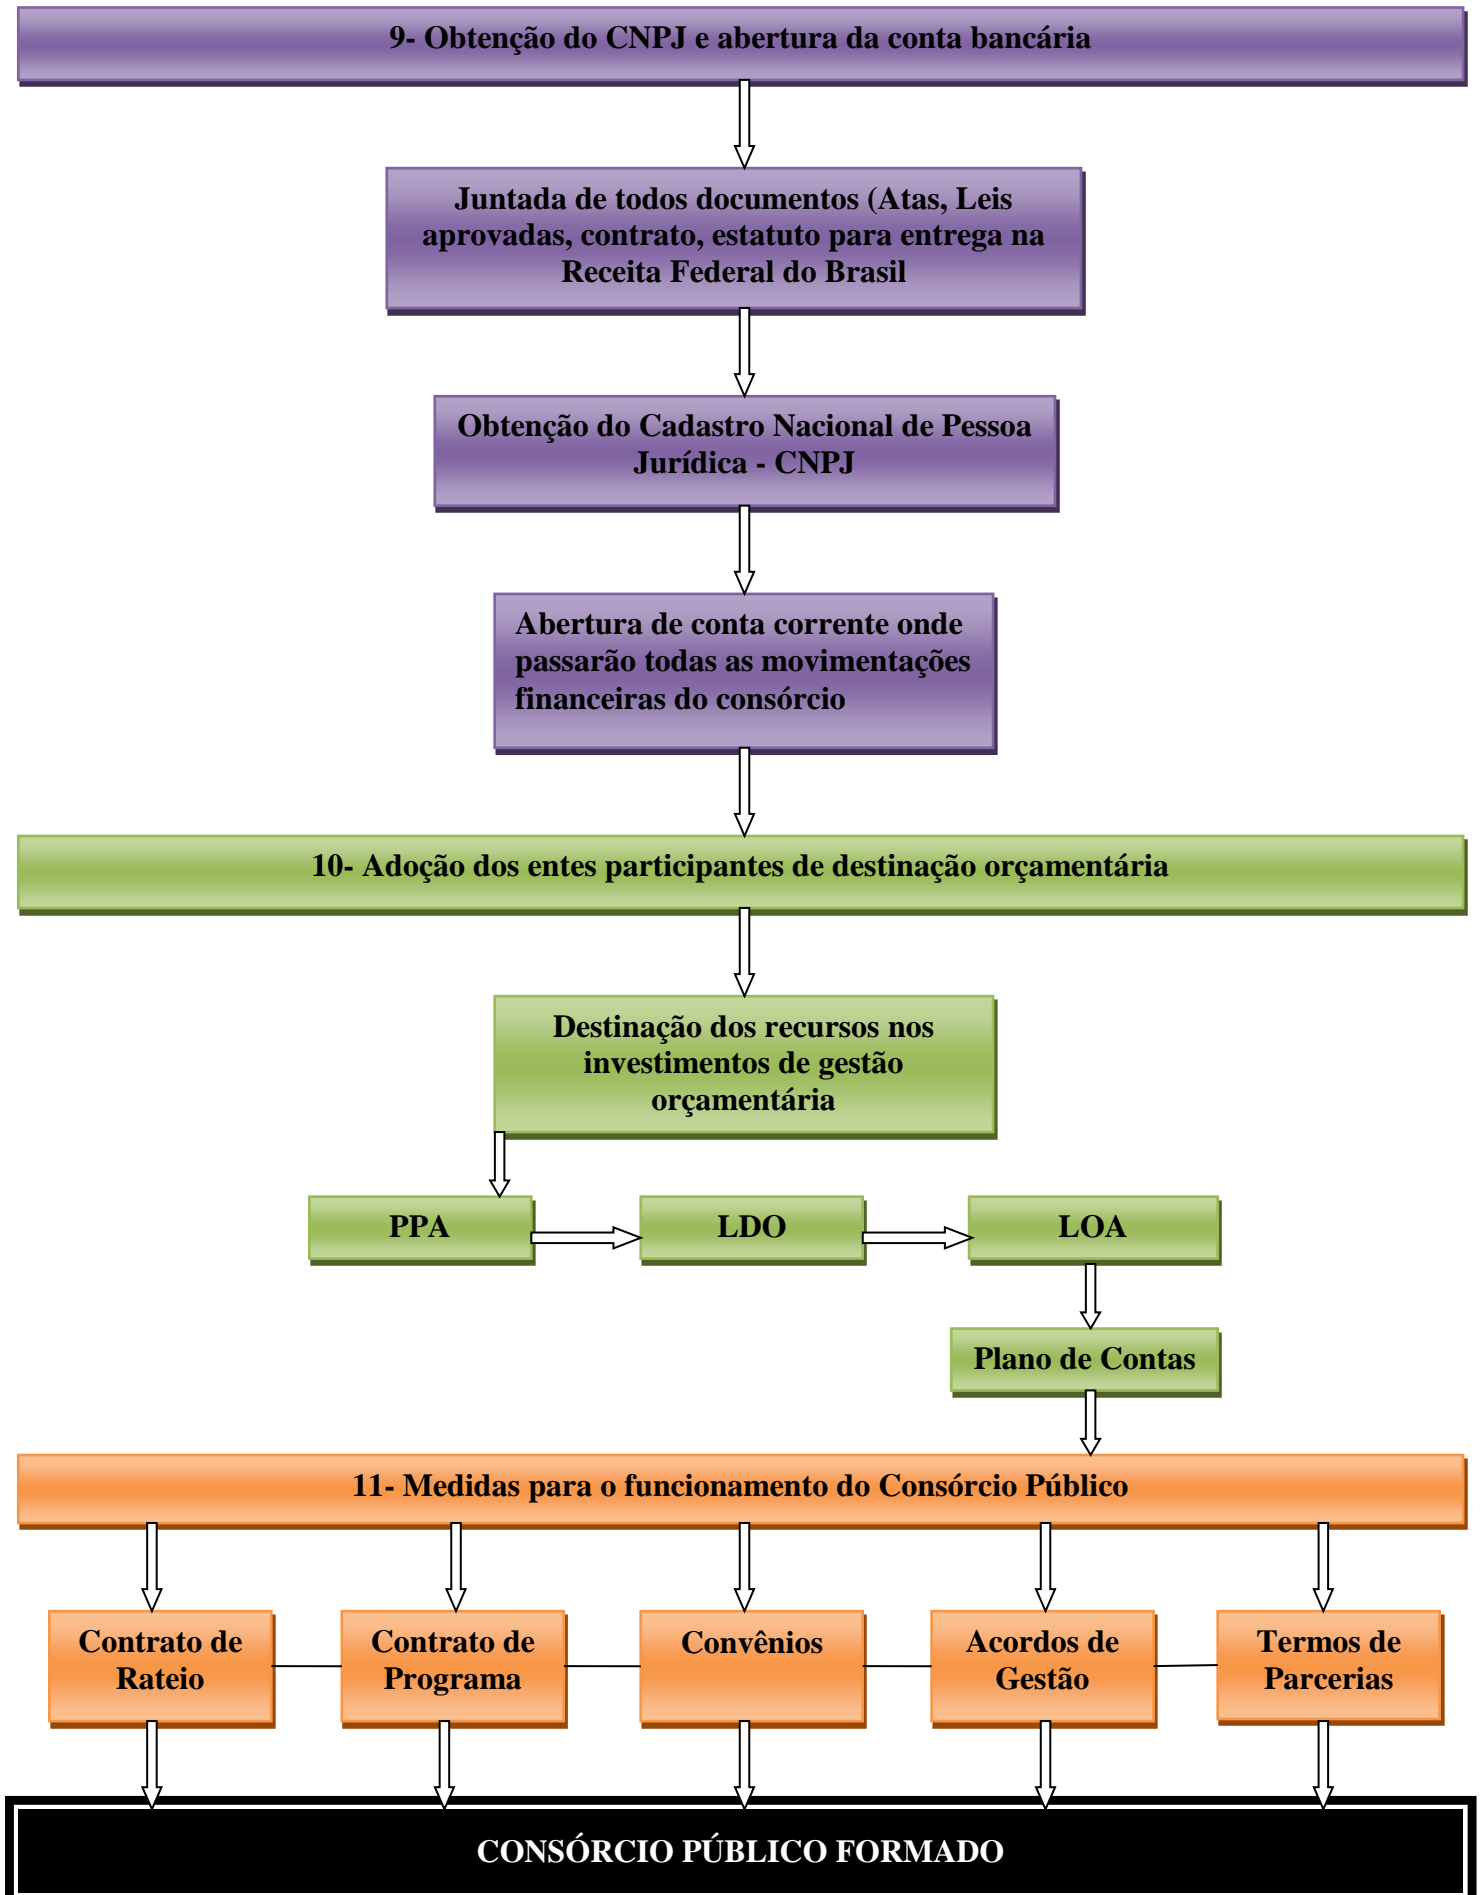 9- Obtenção do CNPJ e abertura da conta bancária
Juntada de todos documentos (Atas, Leis
aprovadas, contrato, estatuto para entrega na
Receita Federal do Brasil
Obtenção do Cadastro Nacional de Pessoa
Jurídica - CNPJ
Abertura de conta corrente onde
passarão todas as movimentações
financeiras do consórcio
10- Adoção dos entes participantes de destinação orçamentária
Destinação dos recursos nos
investimentos de gestão
orçamentária
PPA
LDO
LOA
Plano de Contas
11- Medidas para o funcionamento do Consórcio Público
Contrato de
Rateio
Contrato de
Programa
Convênios
Acordos de
Gestão
Termos de
Parcerias
CONSÓRCIO PÚBLICO FORMADO